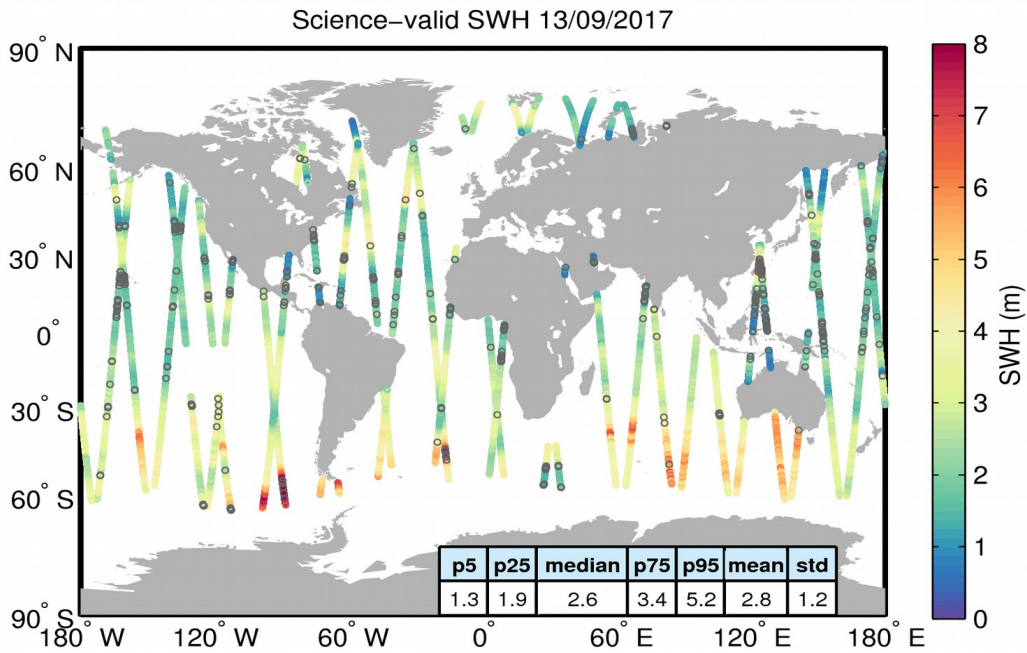 Science−valid SWH 13/09/2017
90° N
60° N
30° N
0°
30° S
60° S
90° S
180° W
120° W
60° W
0°
60° E
120° E
180° E
8
7
6
5
4
3
2
1
0
SWH (m)
p5 p25 median p75 p95 mean std
1.3 1.9 2.6 3.4 5.2 2.8 1.2